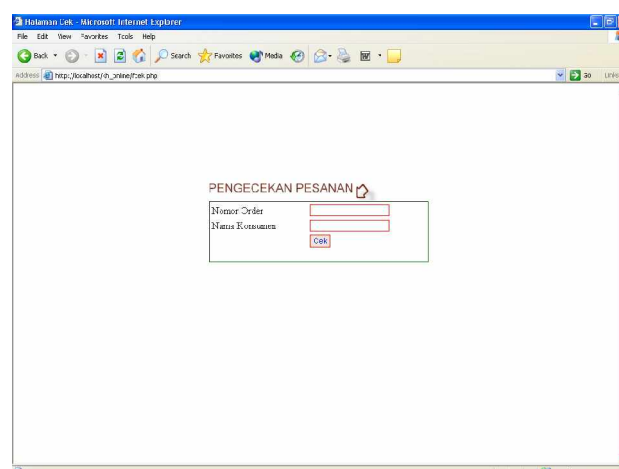 Halaman Cek - Microsoft Internet Explorer
File Edit View Favorites Tools Help
Back Search Favorites Media
Address http://localhost/ Go Links
PENGECEKAN PESANAN
Nomor Order
Nama Konsumen
Cek